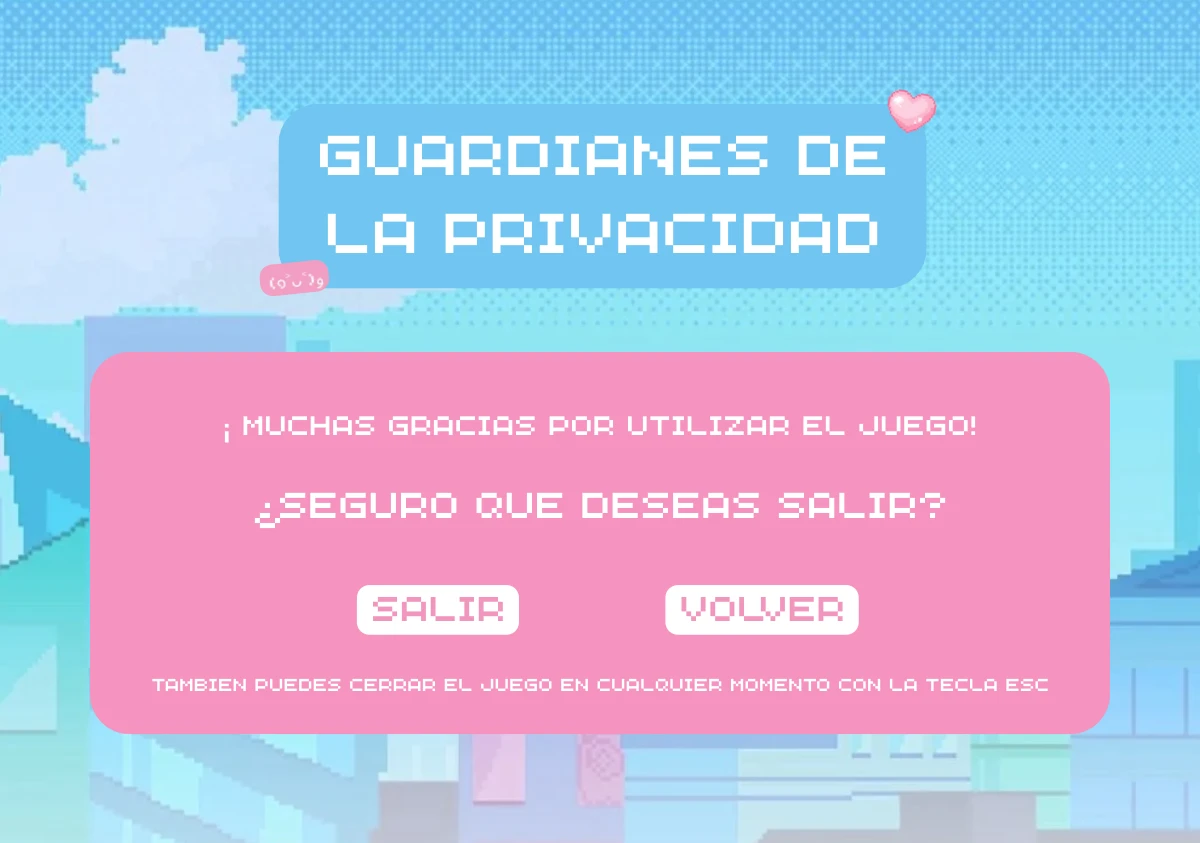 GUARDIANES DE
LA PRIVACIDAD
¡ MUCHAS GRACIAS POR UTILIZAR EL JUEGO!
¿SEGURO QUE DESEAS SALIR?
SALIR
VOLVER
TAMBIEN PUEDES CERRAR EL JUEGO EN CUALQUIER MOMENTO CON LA TECLA ESC